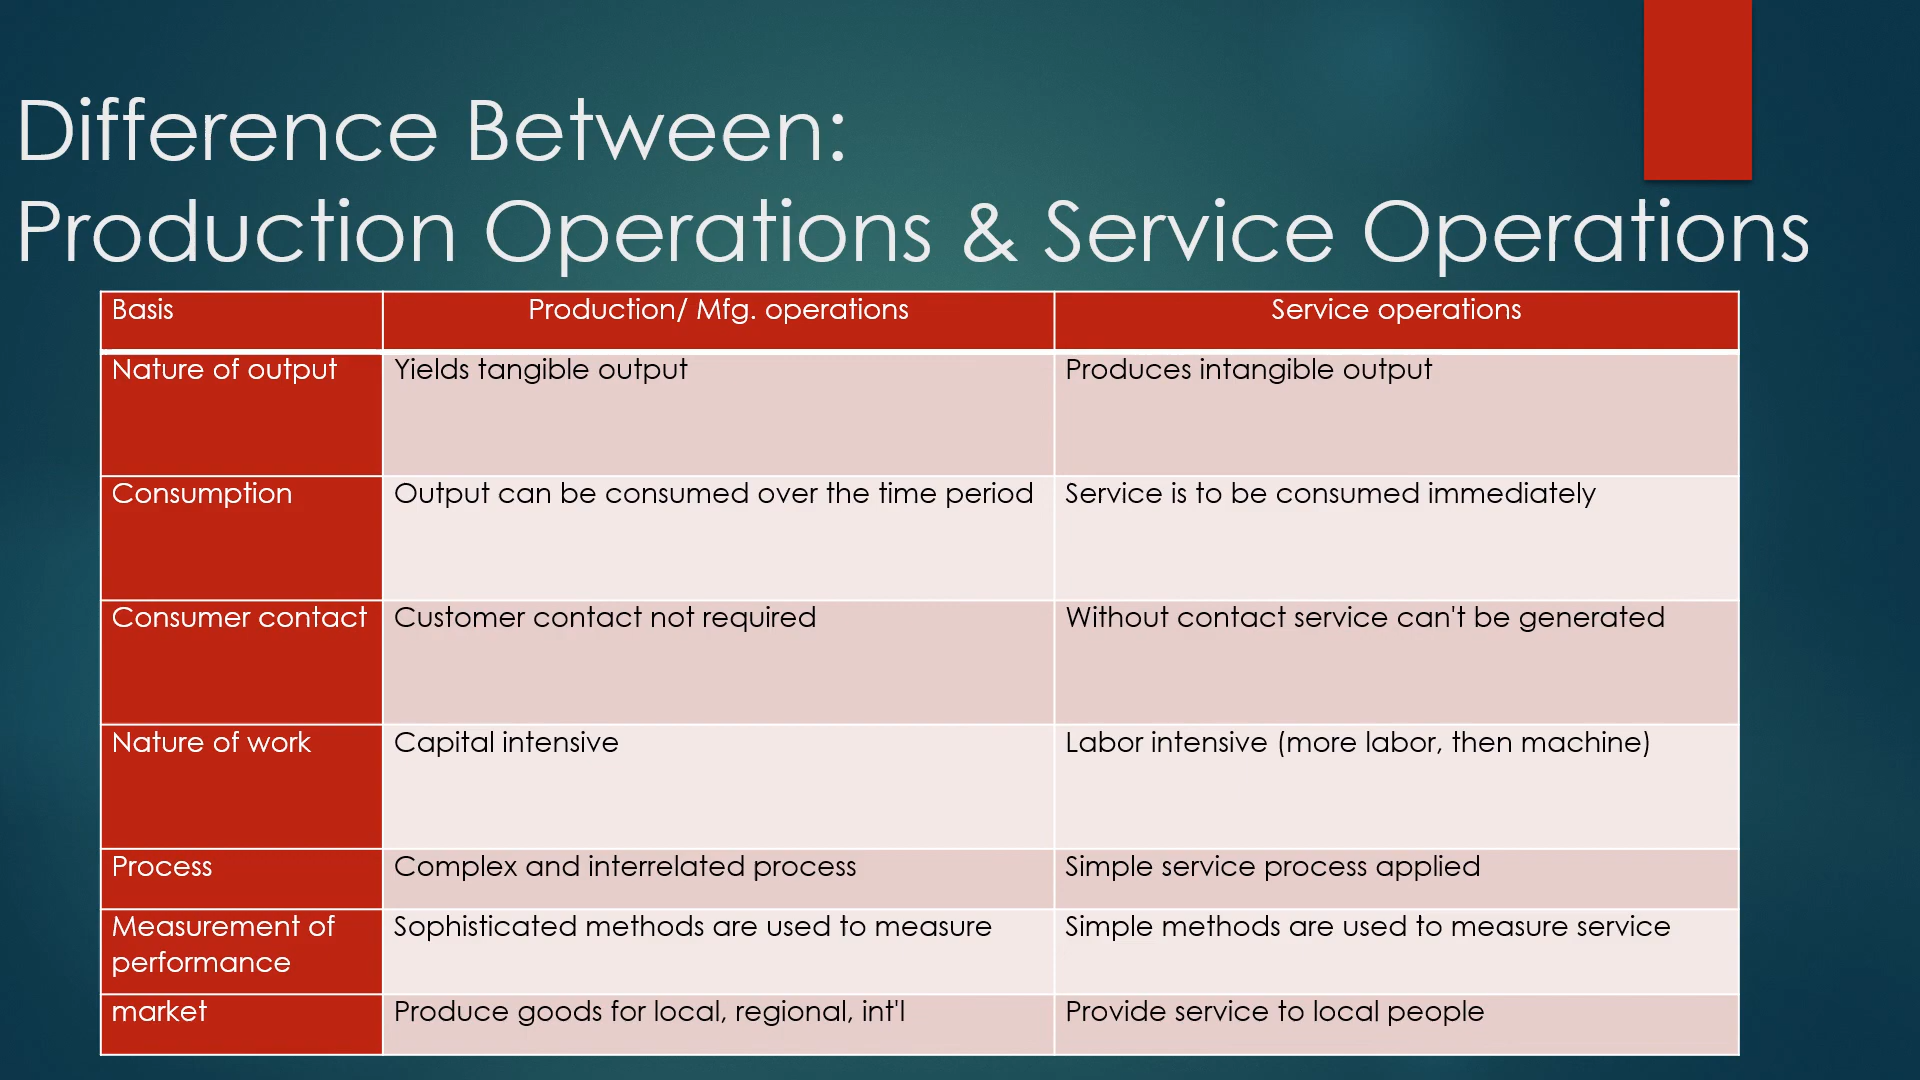 Difference Between:
Production Operations & Service Operations
Basis
Production/ Mfg. operations
Service operations
Nature of output
Yields tangible output
Produces intangible output
Consumption
Output can be consumed over the time period
Service is to be consumed immediately
Consumer contact
Customer contact not required
Without contact service can't be generated
Nature of work
Capital intensive
Labor intensive (more labor, then machine)
Process
Complex and interrelated process
Simple service process applied
Measurement of
performance
Sophisticated methods are used to measure
Simple methods are used to measure service
market
Produce goods for local, regional, int'l
Provide service to local people